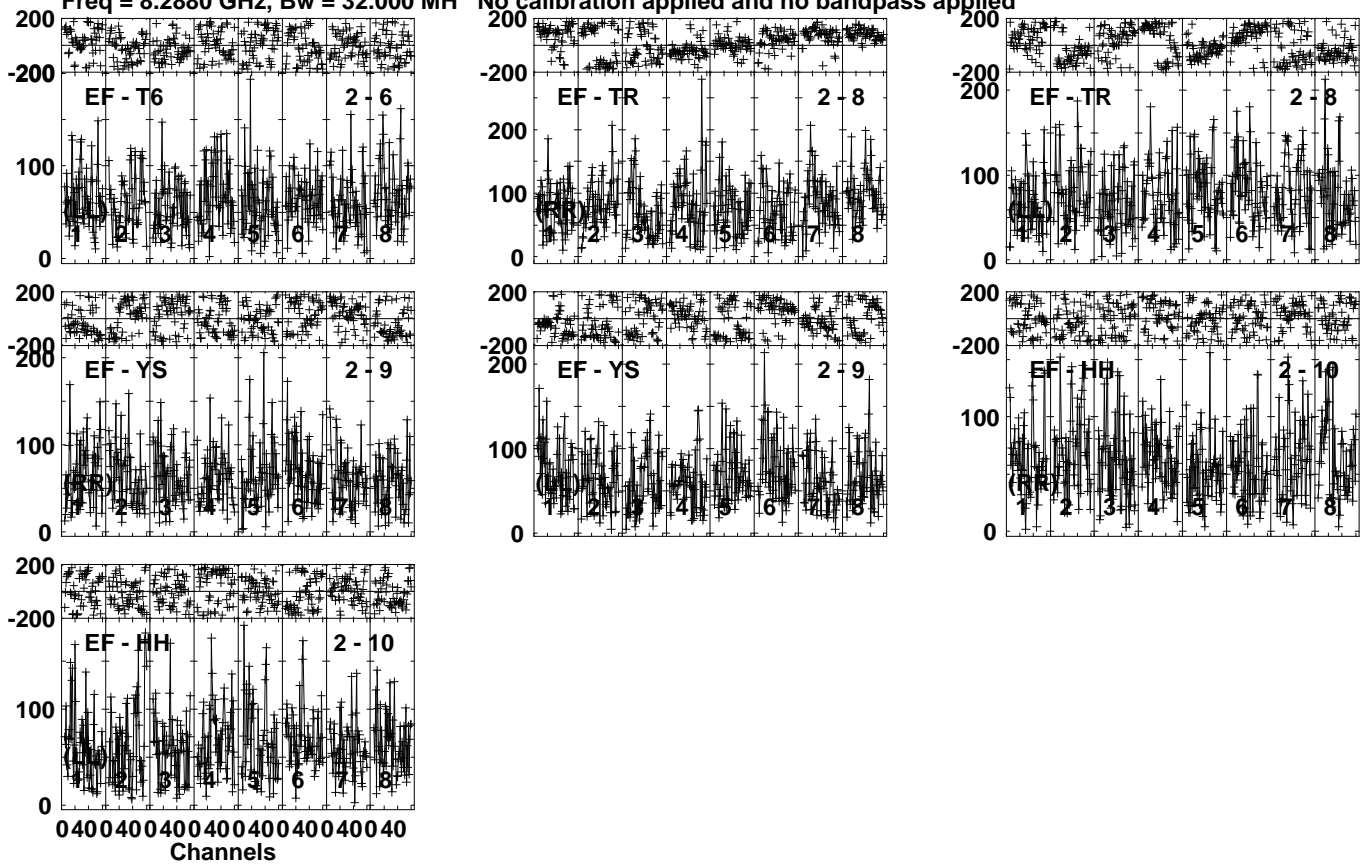 Freq = 8.2880 GHz, Bw = 32.000 MH No calibration applied and no bandpass applied
200
-200
EF - T6 2 - 6
100
0
(LL)
1 2 3 4 5 6 7 8
200
-200
EF - TR 2 - 8
200
100
0
(RR)
1 2 3 4 5 6 7 8
200
-200
200
EF - TR 2 - 8
100
0
(LL)
1 2 3 4 5 6 7 8
200
-200
200
EF - YS 2 - 9
100
0
(RR)
1 2 3 4 5 6 7 8
200
-200
200
EF - YS 2 - 9
100
0
(LL)
1 2 3 4 5 6 7 8
200
-200
EF - HH 2 - 10
100
0
(RR)
1 2 3 4 5 6 7 8
200
-200
EF - HH 2 - 10
100
0
(LL)
1 2 3 4 5 6 7 8
0 40 0 40 0 40 0 40 0 40 0 40 0 40 0 40
Channels